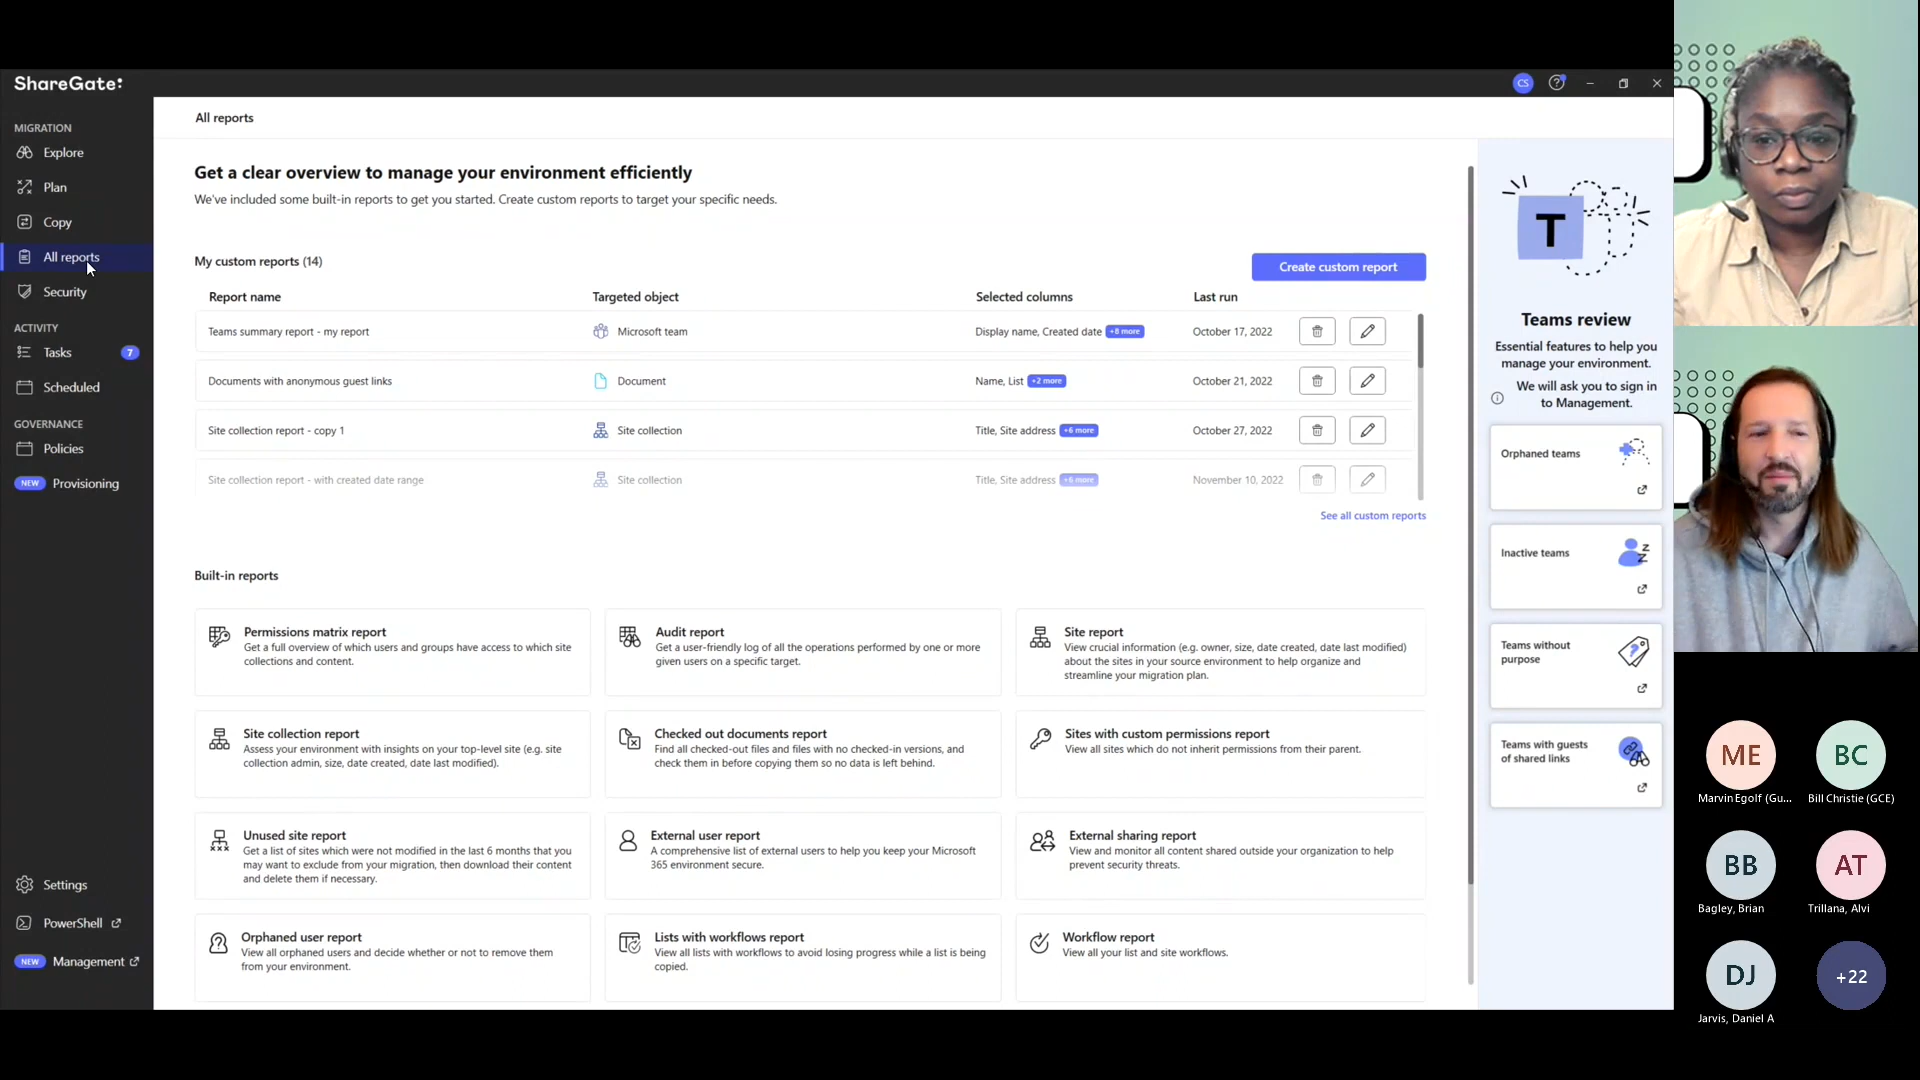 ShareGate:
CS
MIGRATION
Explore
Plan
Copy
All reports
Security
ACTIVITY
Tasks 7
Scheduled
GOVERNANCE
Policies
NEW Provisioning
Settings
PowerShell
NEW Management
All reports
Get a clear overview to manage your environment efficiently
We've included some built-in reports to get you started. Create custom reports to target your specific needs.
My custom reports (14)
Create custom report
Report name Targeted object Selected columns Last run
Teams summary report - my report Microsoft team Display name, Created date +8 more October 17, 2022
Documents with anonymous guest links Document Name, List +2 more October 21, 2022
Site collection report - copy 1 Site collection Title, Site address +6 more October 27, 2022
Site collection report - with created date range Site collection Title, Site address +6 more November 10, 2022
See all custom reports
Built-in reports
Permissions matrix report
Get a full overview of which users and groups have access to which site
collections and content.
Audit report
Get a user-friendly log of all the operations performed by one or more
given users on a specific target.
Site report
View crucial information (e.g. owner, size, date created, date last modified)
about the sites in your source environment to help organize and
streamline your migration plan.
Site collection report
Assess your environment with insights on your top-level site (e.g. site
collection admin, size, date created, date last modified).
Checked out documents report
Find all checked-out files and files with no checked-in versions, and
check them in before copying them so no data is left behind.
Sites with custom permissions report
View all sites which do not inherit permissions from their parent.
Unused site report
Get a list of sites which were not modified in the last 6 months that you
may want to exclude from your migration, then download their content
and delete them if necessary.
External user report
A comprehensive list of external users to help you keep your Microsoft
365 environment secure.
External sharing report
View and monitor all content shared outside your organization to help
prevent security threats.
Orphaned user report
View all orphaned users and decide whether or not to remove them
from your environment.
Lists with workflows report
View all lists with workflows to avoid losing progress while a list is being
copied.
Workflow report
View all your list and site workflows.
T
Teams review
Essential features to help you
manage your environment.
We will ask you to sign in
to Management.
Orphaned teams
Inactive teams
Teams without
purpose
Teams with guests
of shared links
ME BC
Marvin Egolf (Gu... Bill Christie (GCE)
BB AT
Bagley, Brian Trillana, Alvi
DJ +22
Jarvis, Daniel A